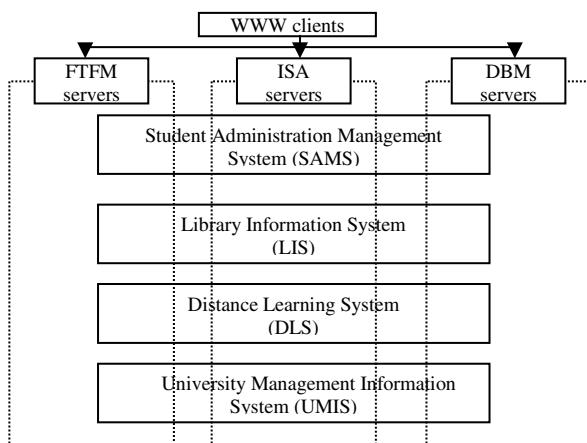 WWW clients
FTFM
servers
ISA
servers
DBM
servers
Student Administration Management
System (SAMS)
Library Information System
(LIS)
Distance Learning System
(DLS)
University Management Information
System (UMIS)